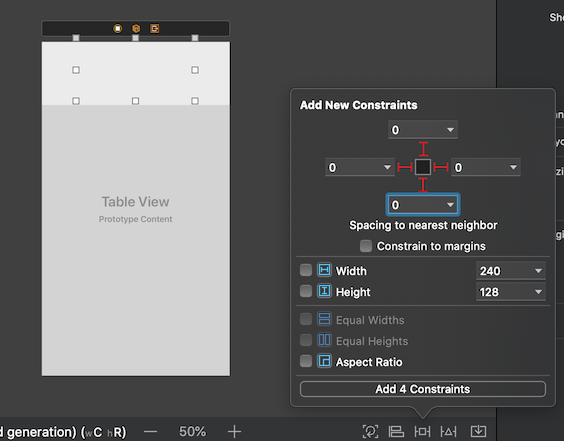 Sho
Add New Constraints
0
0
0
0
Spacing to nearest neighbor
Constrain to margins
Width
240
Height
128
Equal Widths
Equal Heights
Aspect Ratio
Add 4 Constraints
Table View
Prototype Content
d generation) (wC hR)
50%